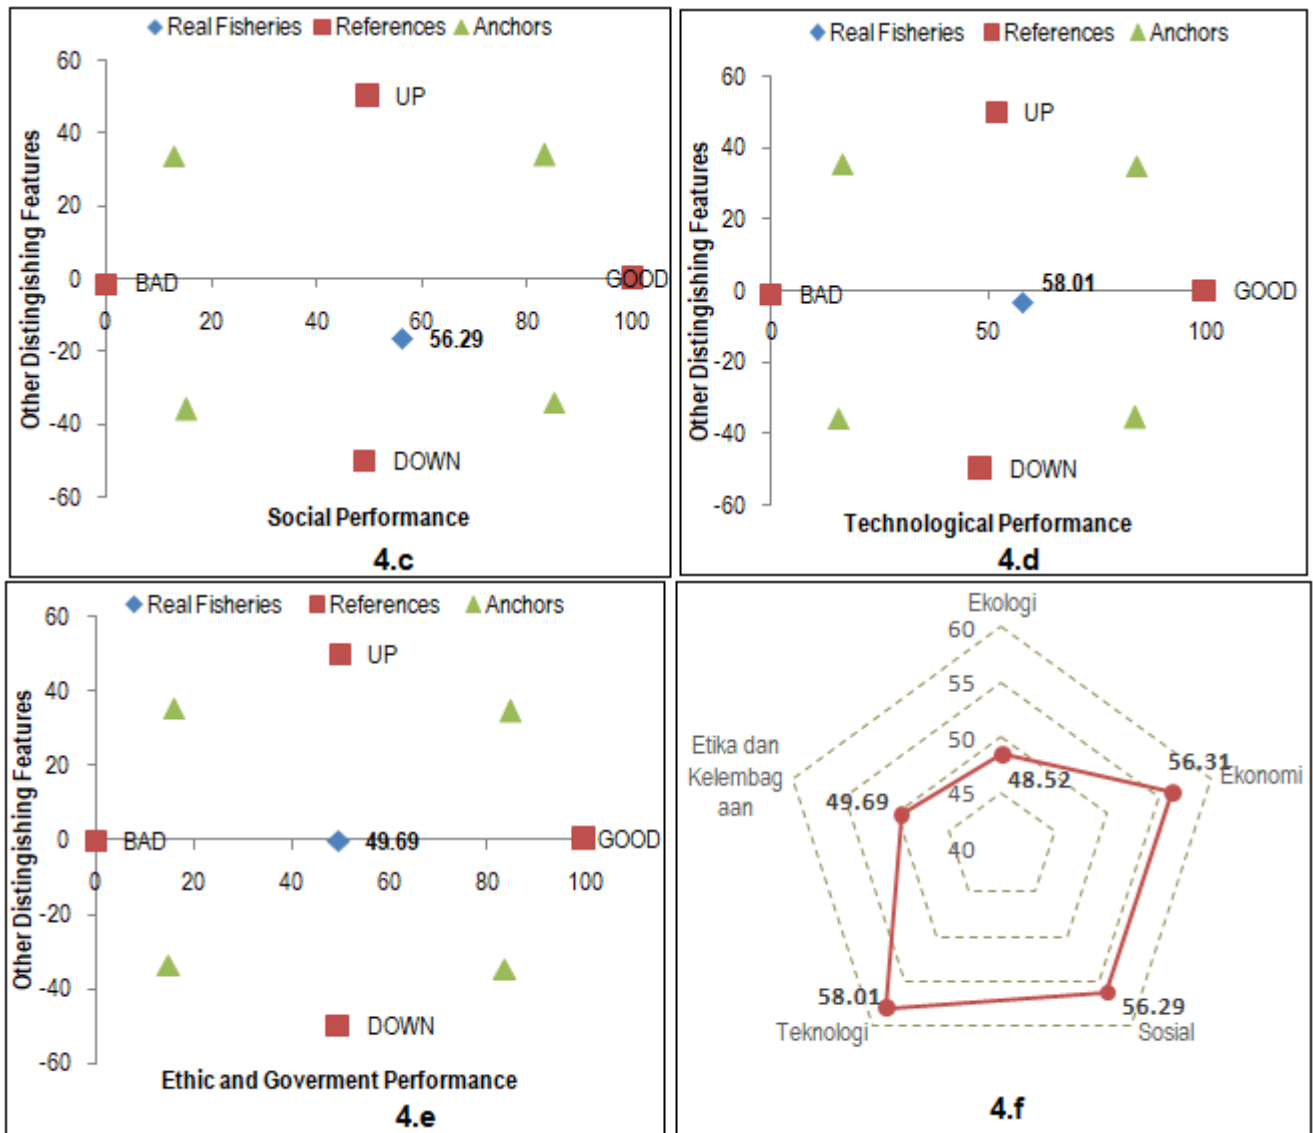 Real Fisheries References Anchors
60
40
20
0
-20
-40
-60
Other Distingishing Features
UP
BAD
GOOD
0 20 40 60 80 100
56.29
DOWN
Social Performance
4.c
Real Fisheries References Anchors
60
40
20
0
-20
-40
-60
Other Distingishing Features
UP
58.01
BAD
GOOD
0 50 100
DOWN
Technological Performance
4.d
Real Fisheries References Anchors
60
40
20
0
-20
-40
-60
Other Distingishing Features
UP
BAD
49.69
GOOD
0 20 40 60 80 100
DOWN
Ethic and Goverment Performance
4.e
Ekologi
60
55
50
45
40
Etika dan
Kelembag
aan
49.69
48.52
56.31
Ekonomi
58.01
Teknologi
56.29
Sosial
4.f